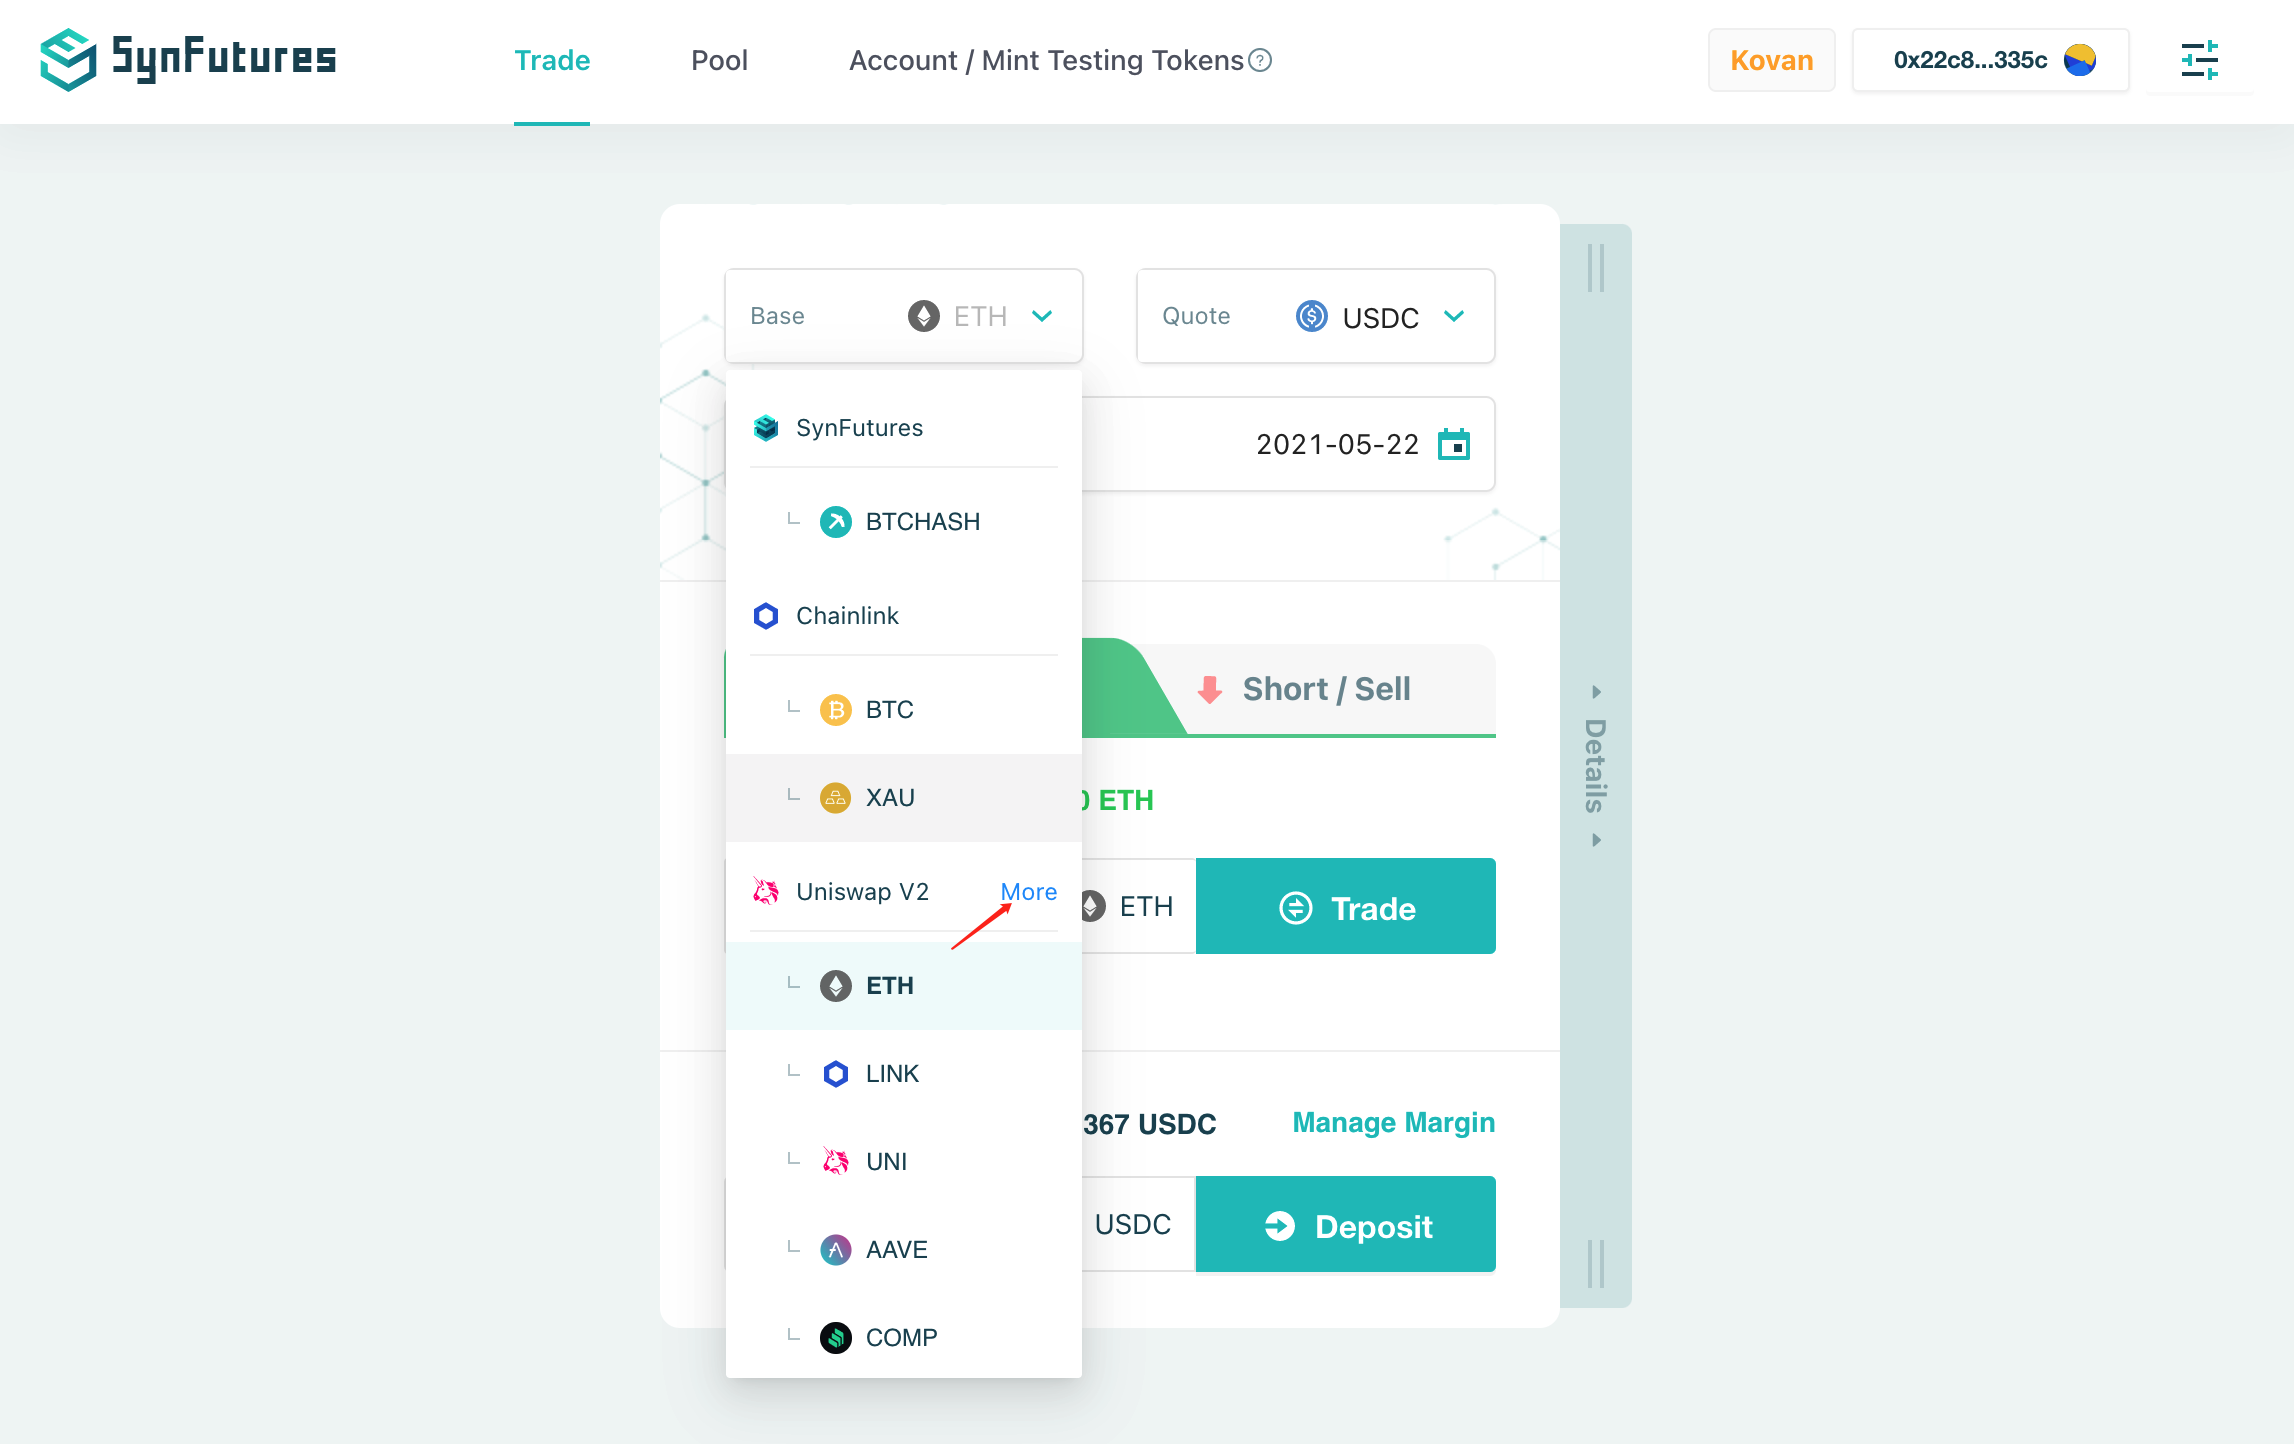 SynFutures
Trade
Pool
Account / Mint Testing Tokens
Kovan
0x22c8...335c
Base
ETH
Quote
USDC
2021-05-22
SynFutures
BTCHASH
Chainlink
BTC
XAU
Uniswap V2
More
ETH
LINK
UNI
AAVE
COMP
Short / Sell
0 ETH
ETH
Trade
367 USDC
Manage Margin
USDC
Deposit
Details